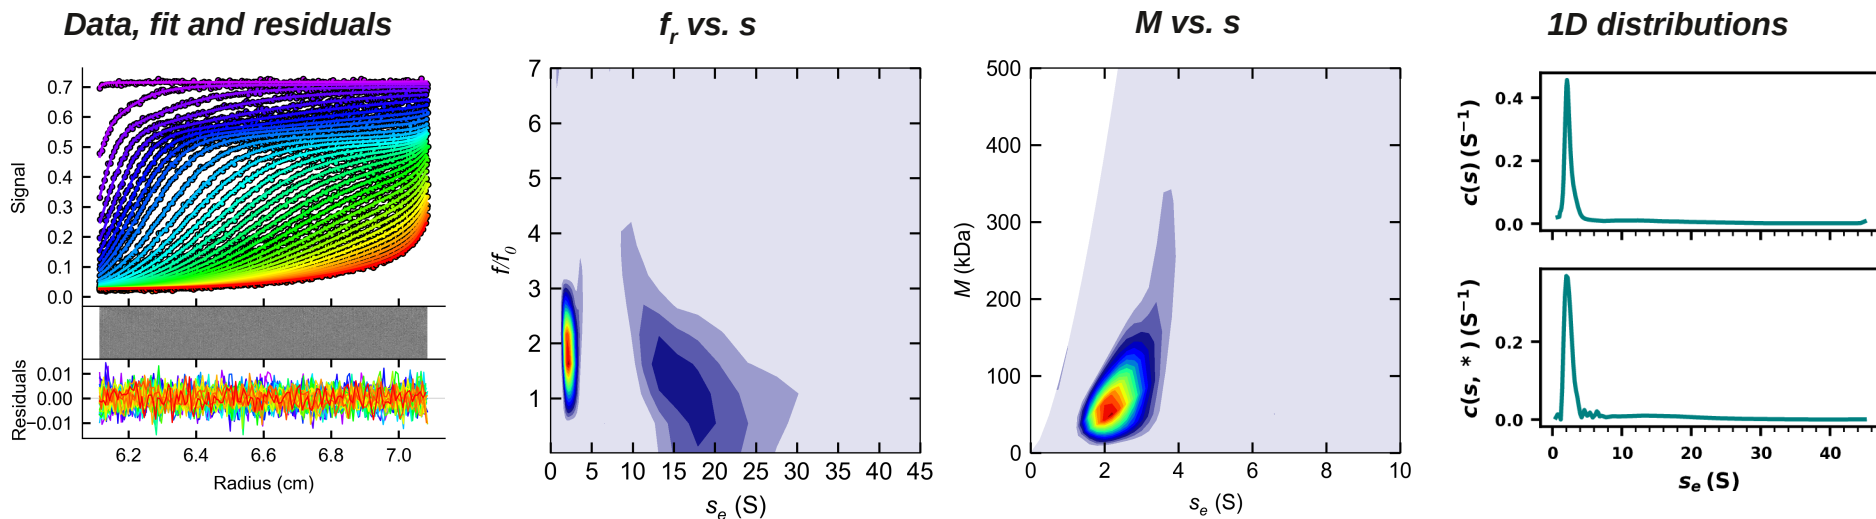 Data, fit and residuals
fr vs. s
M vs. s
1D distributions
0.7
0.6
0.5
0.4
0.3
0.2
0.1
0.0
Signal
0.01
0.00
−0.01
Residuals
6.2 6.4 6.6 6.8 7.0
Radius (cm)
7
6
5
4
3
2
1
f/f0
0 5 10 15 20 25 30 35 40 45
se (S)
500
400
300
200
100
0
M (kDa)
0 2 4 6 8 10
se (S)
0.4
0.2
0.0
c(s) (S−1)
0.2
0.0
c(s, *) (S−1)
0 10 20 30 40
se (S)